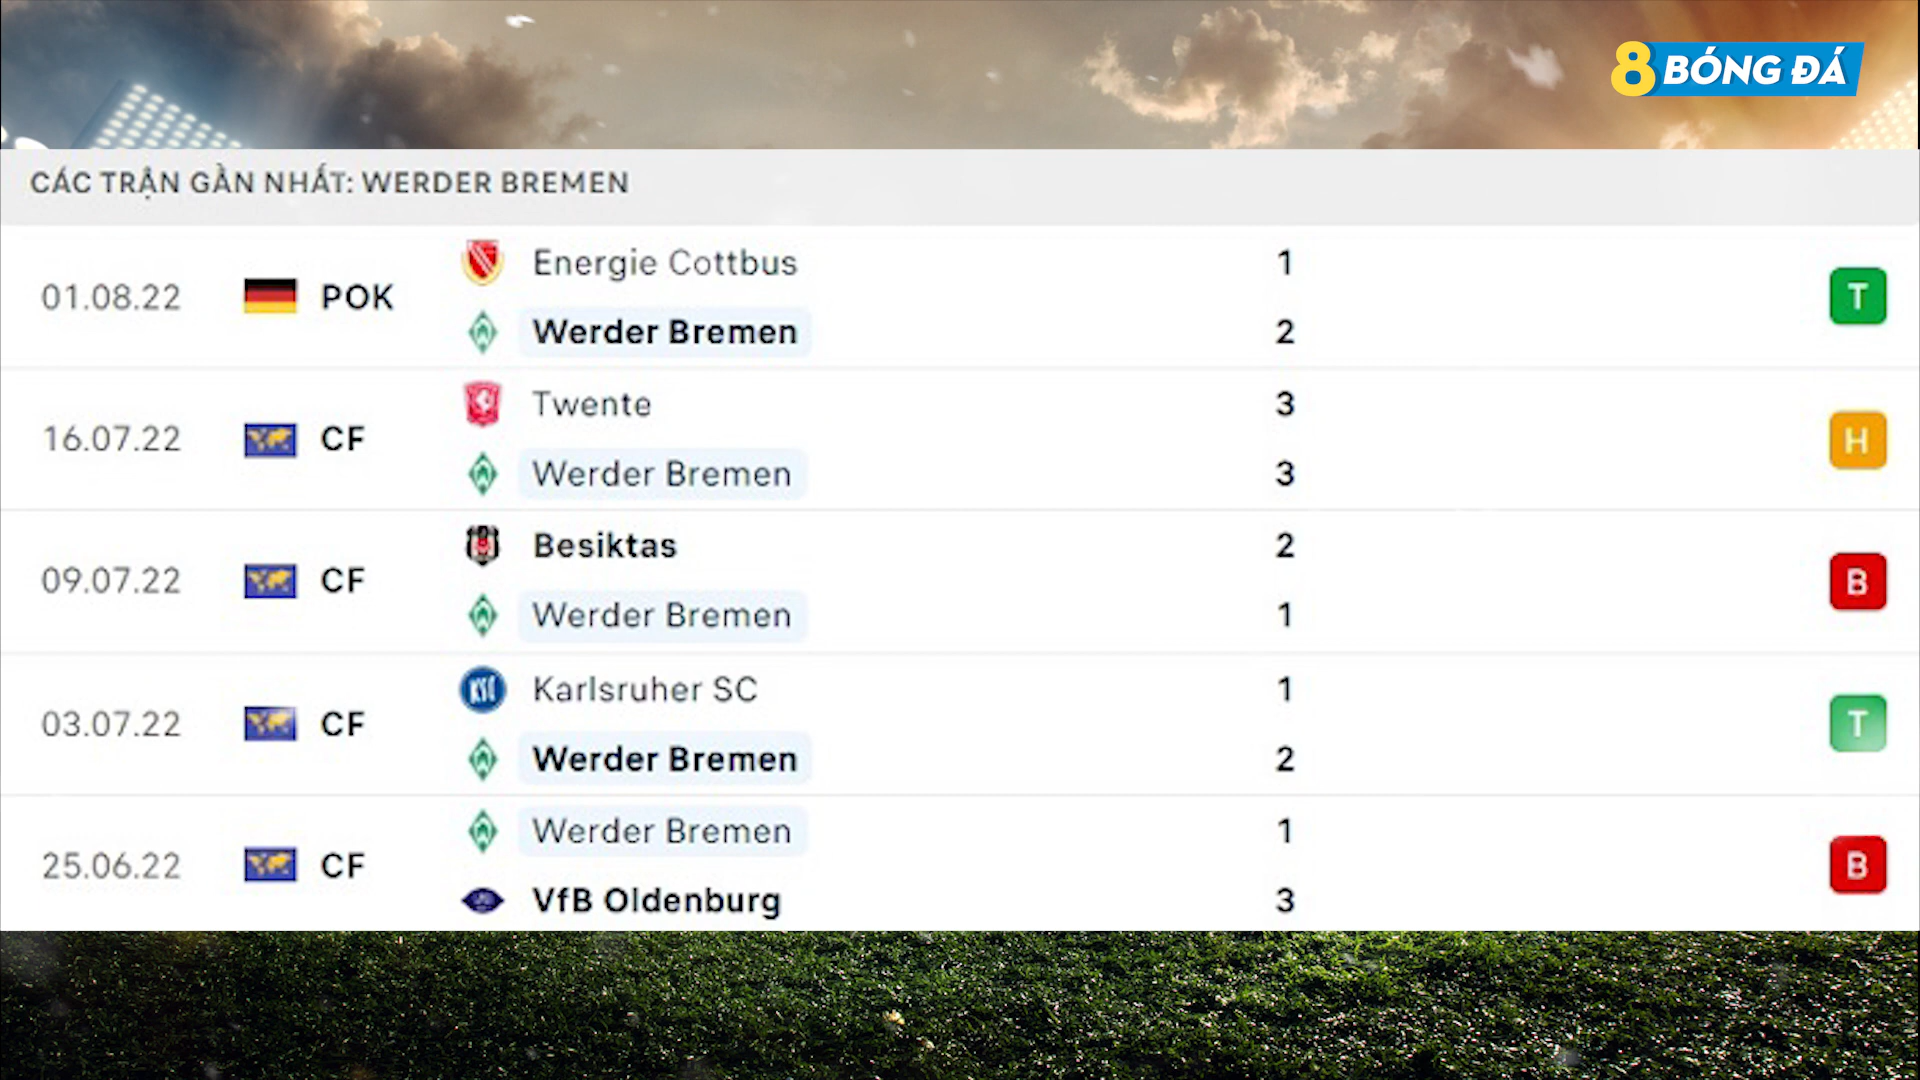 8 BÓNG ĐÁ
CÁC TRẬN GẦN NHẤT: WERDER BREMEN
01.08.22 POK Energie Cottbus 1 T
Werder Bremen 2
16.07.22 CF Twente 3 H
Werder Bremen 3
09.07.22 CF Besiktas 2 B
Werder Bremen 1
03.07.22 CF KSC Karlsruher SC 1 T
Werder Bremen 2
25.06.22 CF Werder Bremen 1 B
VfB Oldenburg 3